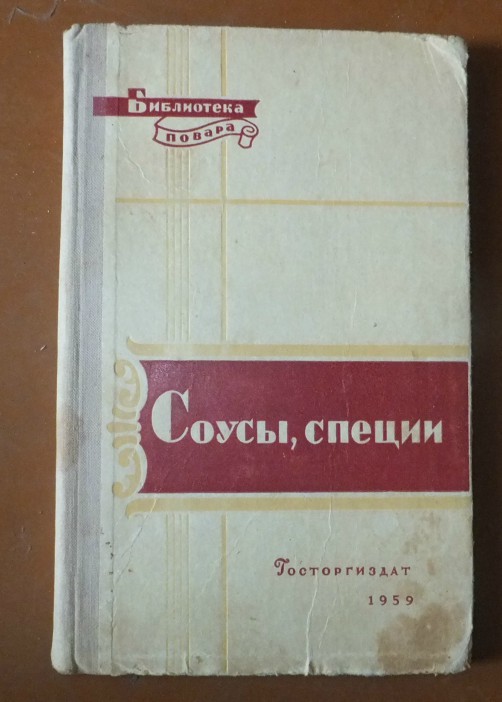 Библиотека
повара
Соусы, специи
Госторгиздат
1959